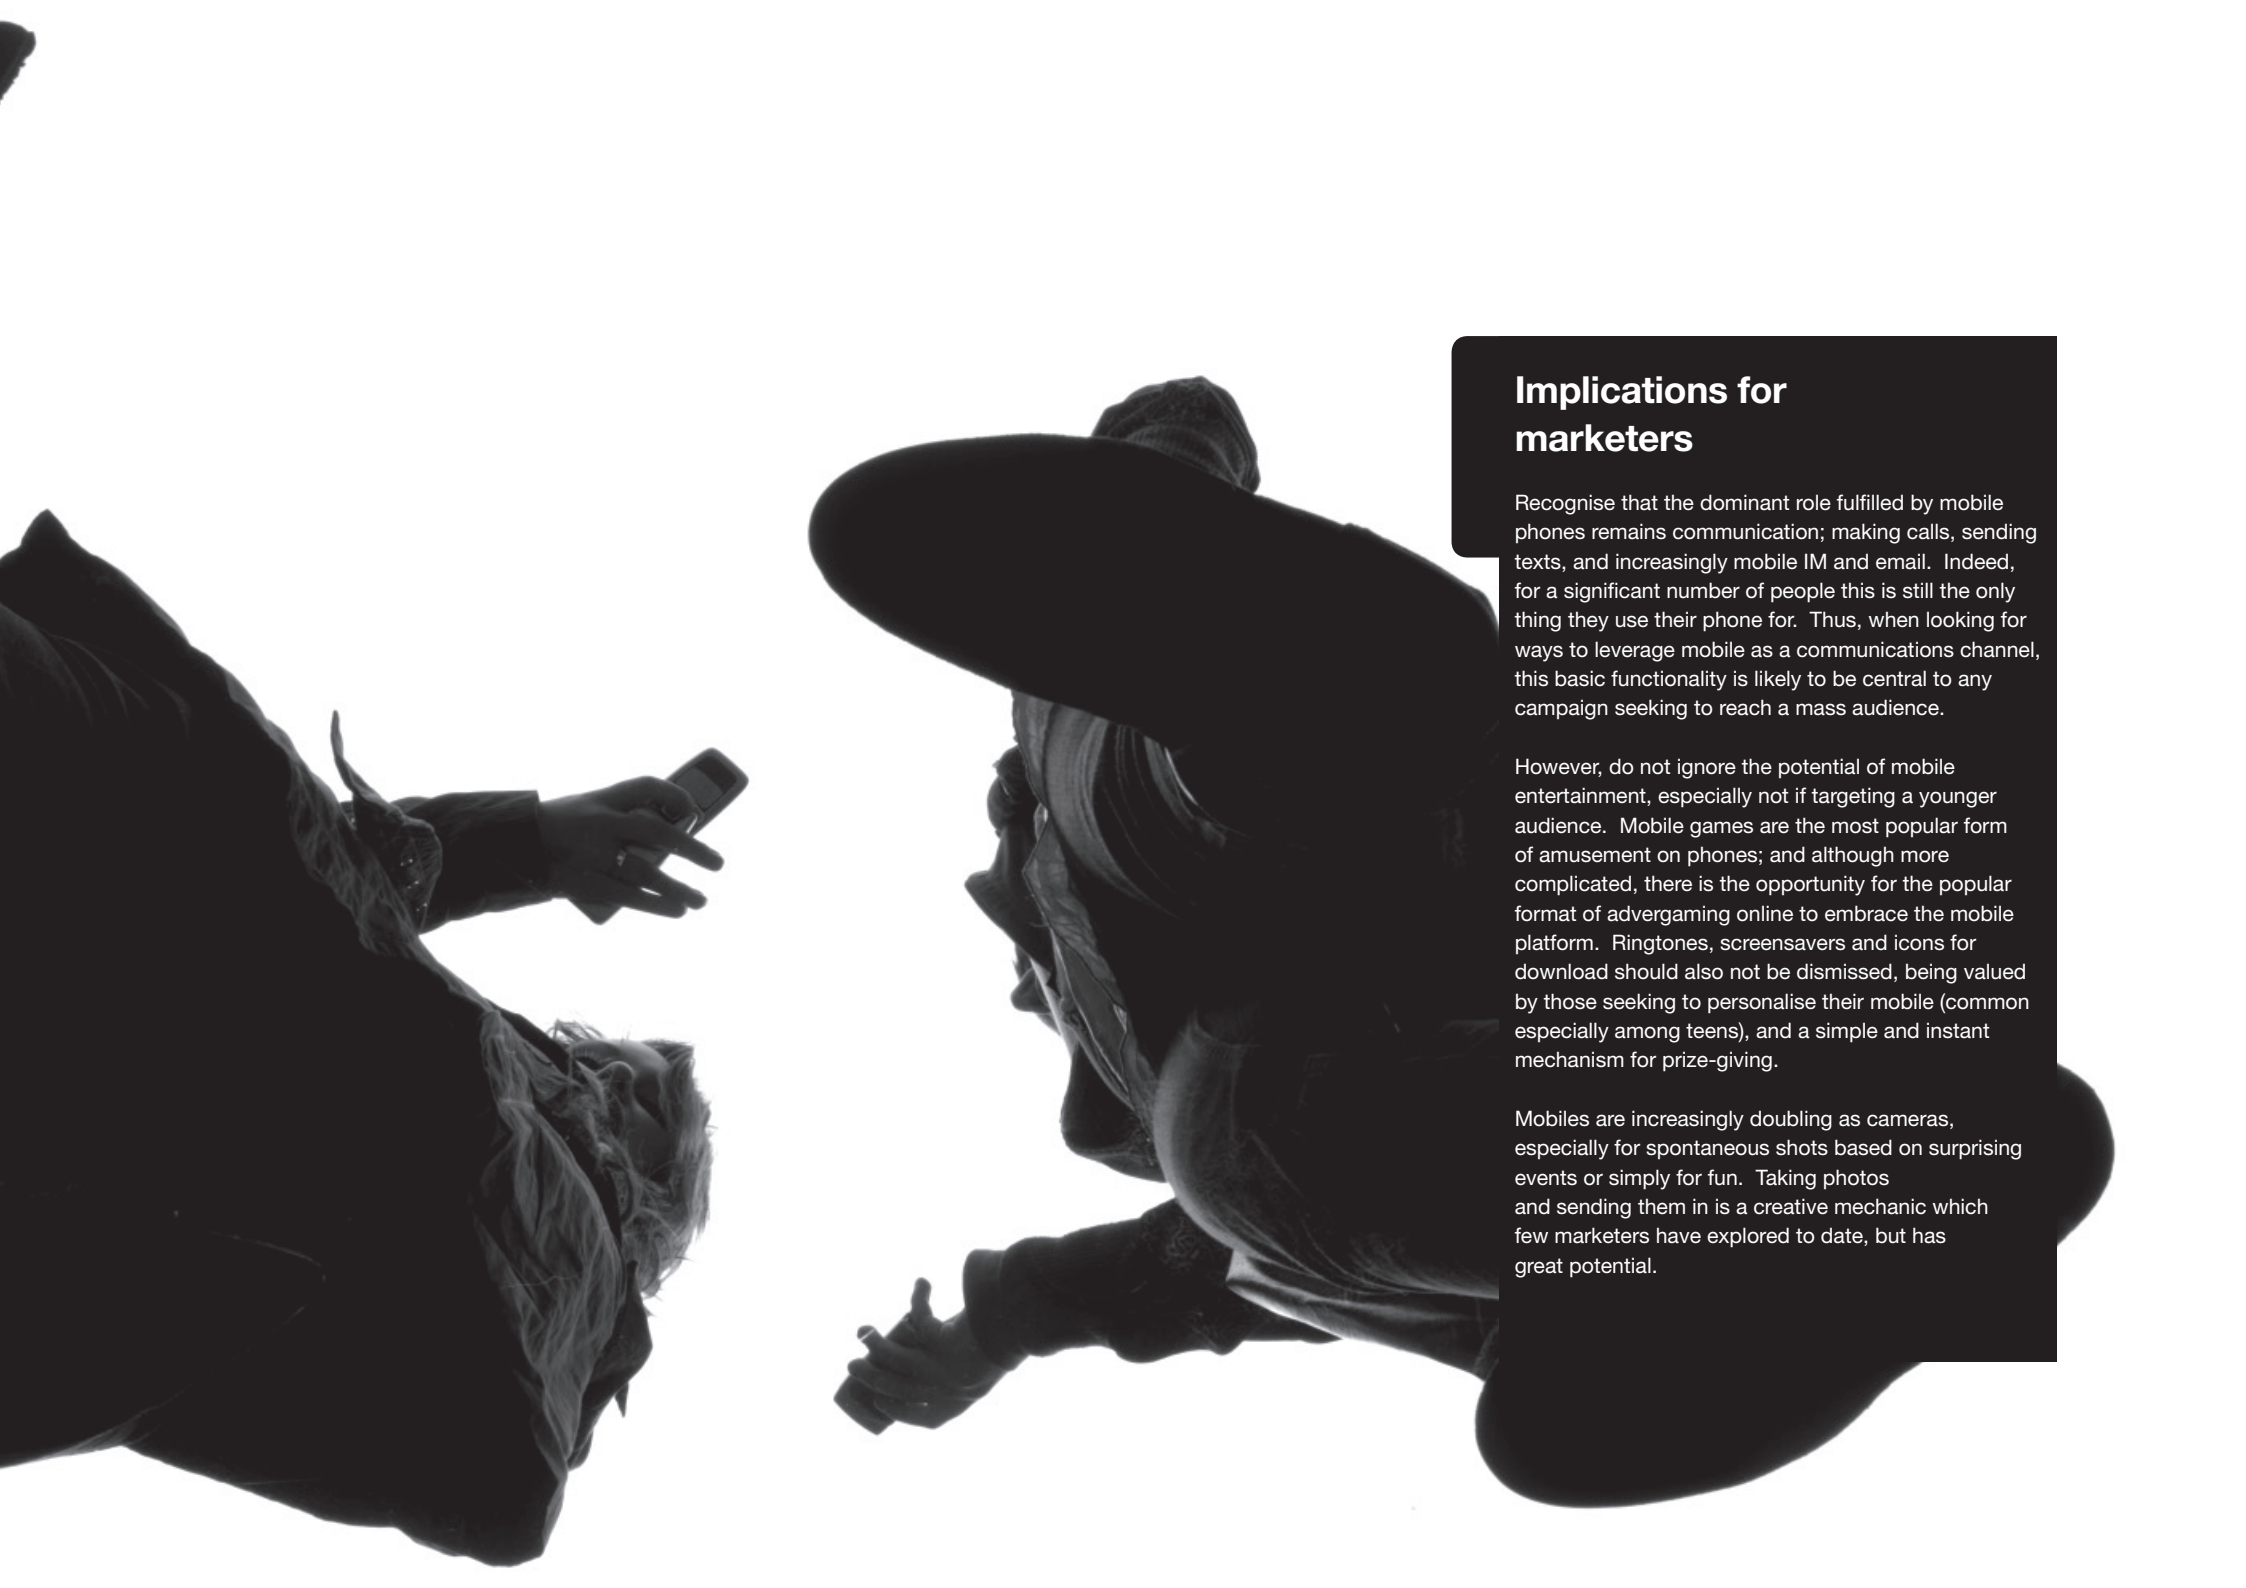 Implications for
marketers
Recognise that the dominant role fulfilled by mobile
phones remains communication; making calls, sending
texts, and increasingly mobile IM and email.  Indeed,
for a significant number of people this is still the only
thing they use their phone for.  Thus, when looking for
ways to leverage mobile as a communications channel,
this basic functionality is likely to be central to any
campaign seeking to reach a mass audience.
However, do not ignore the potential of mobile
entertainment, especially not if targeting a younger
audience.  Mobile games are the most popular form
of amusement on phones; and although more
complicated, there is the opportunity for the popular
format of advergaming online to embrace the mobile
platform.  Ringtones, screensavers and icons for
download should also not be dismissed, being valued
by those seeking to personalise their mobile (common
especially among teens), and a simple and instant
mechanism for prize-giving.
Mobiles are increasingly doubling as cameras,
especially for spontaneous shots based on surprising
events or simply for fun.  Taking photos
and sending them in is a creative mechanic which
few marketers have explored to date, but has
great potential.